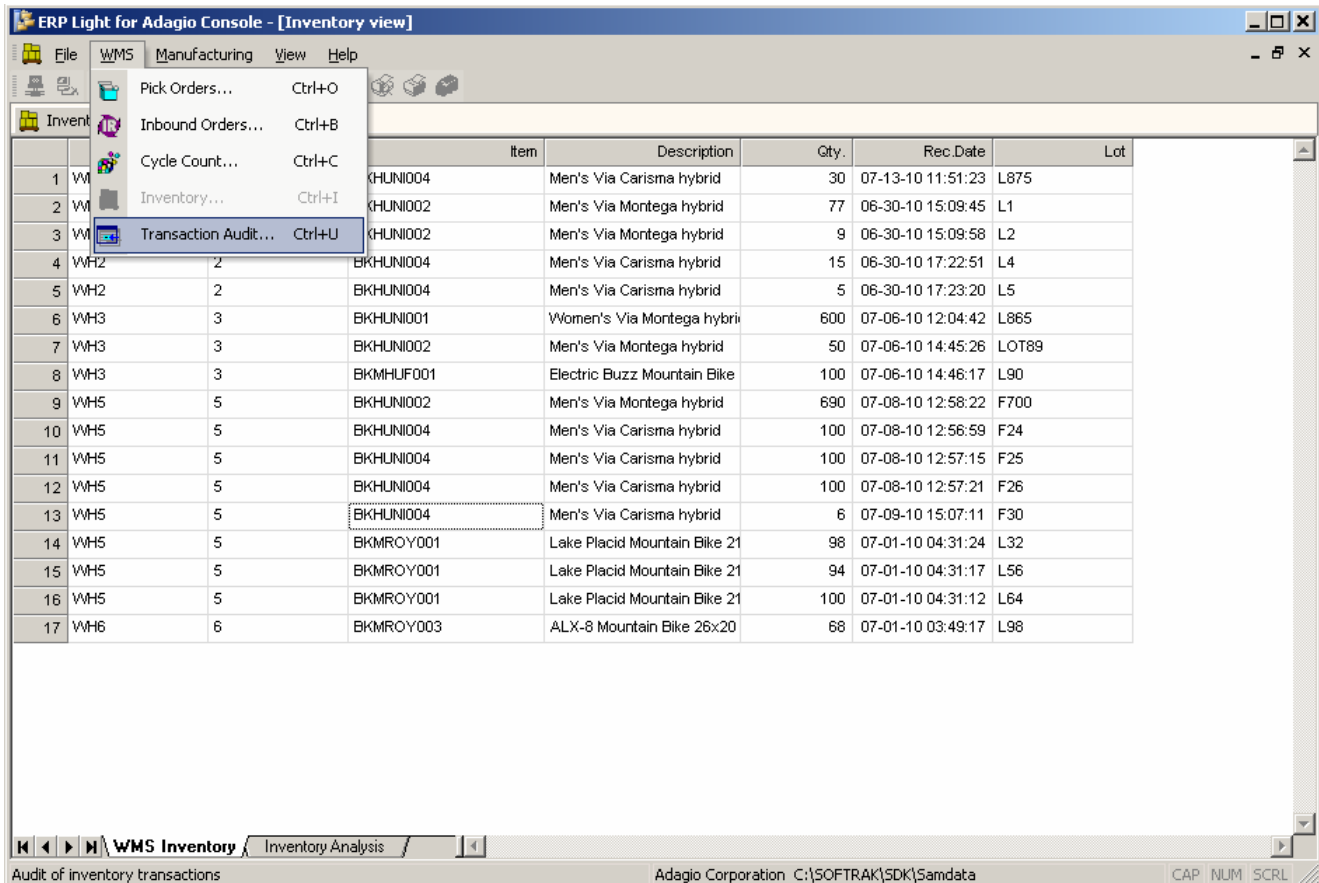 ERP Light for Adagio Console - [Inventory view]
File WMS Manufacturing View Help
Pick Orders... Ctrl+O
Inbound Orders... Ctrl+B
Cycle Count... Ctrl+C
Inventory... Ctrl+I
Transaction Audit... Ctrl+U
Item Description Qty. Rec.Date Lot
1 KHUNI004 Men's Via Carisma hybrid 30 07-13-10 11:51:23 L875
2 KHUNI002 Men's Via Montega hybrid 77 06-30-10 15:09:45 L1
3 KHUNI002 Men's Via Montega hybrid 9 06-30-10 15:09:58 L2
4 WH2 2 BKHUNI004 Men's Via Carisma hybrid 15 06-30-10 17:22:51 L4
5 WH2 2 BKHUNI004 Men's Via Carisma hybrid 5 06-30-10 17:23:20 L5
6 WH3 3 BKHUNI001 Women's Via Montega hybri 600 07-06-10 12:04:42 L865
7 WH3 3 BKHUNI002 Men's Via Montega hybrid 50 07-06-10 14:45:26 LOT89
8 WH3 3 BKMHUF001 Electric Buzz Mountain Bike 100 07-06-10 14:46:17 L90
9 WH5 5 BKHUNI002 Men's Via Montega hybrid 690 07-08-10 12:58:22 F700
10 WH5 5 BKHUNI004 Men's Via Carisma hybrid 100 07-08-10 12:56:59 F24
11 WH5 5 BKHUNI004 Men's Via Carisma hybrid 100 07-08-10 12:57:15 F25
12 WH5 5 BKHUNI004 Men's Via Carisma hybrid 100 07-08-10 12:57:21 F26
13 WH5 5 BKHUNI004 Men's Via Carisma hybrid 6 07-09-10 15:07:11 F30
14 WH5 5 BKMROY001 Lake Placid Mountain Bike 21 98 07-01-10 04:31:24 L32
15 WH5 5 BKMROY001 Lake Placid Mountain Bike 21 94 07-01-10 04:31:17 L56
16 WH5 5 BKMROY001 Lake Placid Mountain Bike 21 100 07-01-10 04:31:12 L64
17 WH6 6 BKMROY003 ALX-8 Mountain Bike 26x20 68 07-01-10 03:49:17 L98
WMS Inventory Inventory Analysis
Audit of inventory transactions Adagio Corporation C:\SOFTRAK\SDK\Samdata CAP NUM SCRL